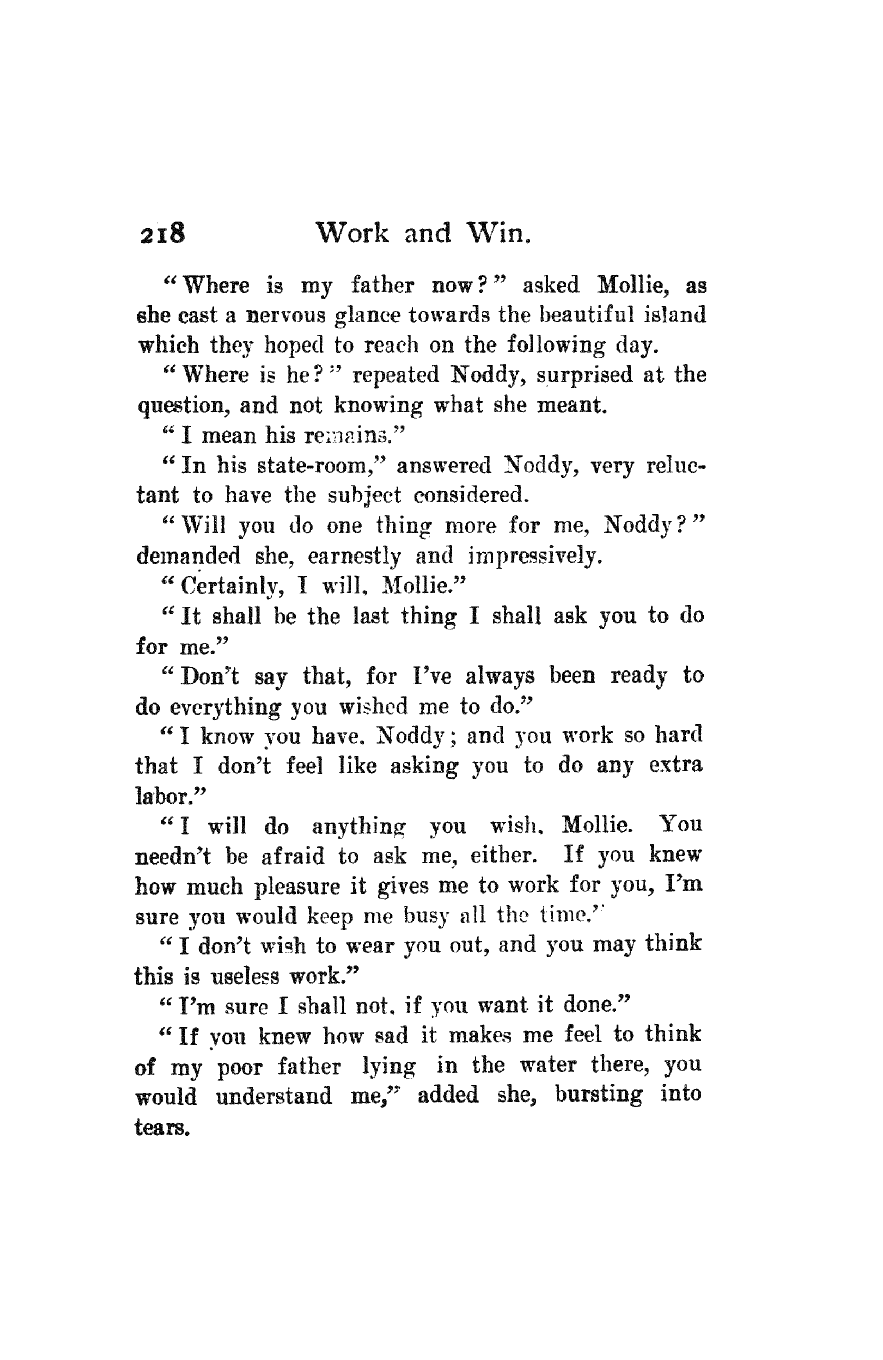 218 Work and Win.
“Where is my father now?” asked Mollie, as
she cast a nervous glance towards the beautiful island
which they hoped to reach on the following day.
“Where is he?” repeated Noddy, surprised at the
question, and not knowing what she meant.
“I mean his remains.”
“In his state-room,” answered Noddy, very reluc-
tant to have the subject considered.
“Will you do one thing more for me, Noddy?”
demanded she, earnestly and impressively.
“Certainly, I will, Mollie.”
“It shall be the last thing I shall ask you to do
for me.”
“Don’t say that, for I’ve always been ready to
do everything you wished me to do.”
“I know you have, Noddy; and you work so hard
that I don’t feel like asking you to do any extra
labor.”
“I will do anything you wish, Mollie. You
needn’t be afraid to ask me, either. If you knew
how much pleasure it gives me to work for you, I’m
sure you would keep me busy all the time.”
“I don’t wish to wear you out, and you may think
this is useless work.”
“I’m sure I shall not, if you want it done.”
“If you knew how sad it makes me feel to think
of my poor father lying in the water there, you
would understand me,” added she, bursting into
tears.